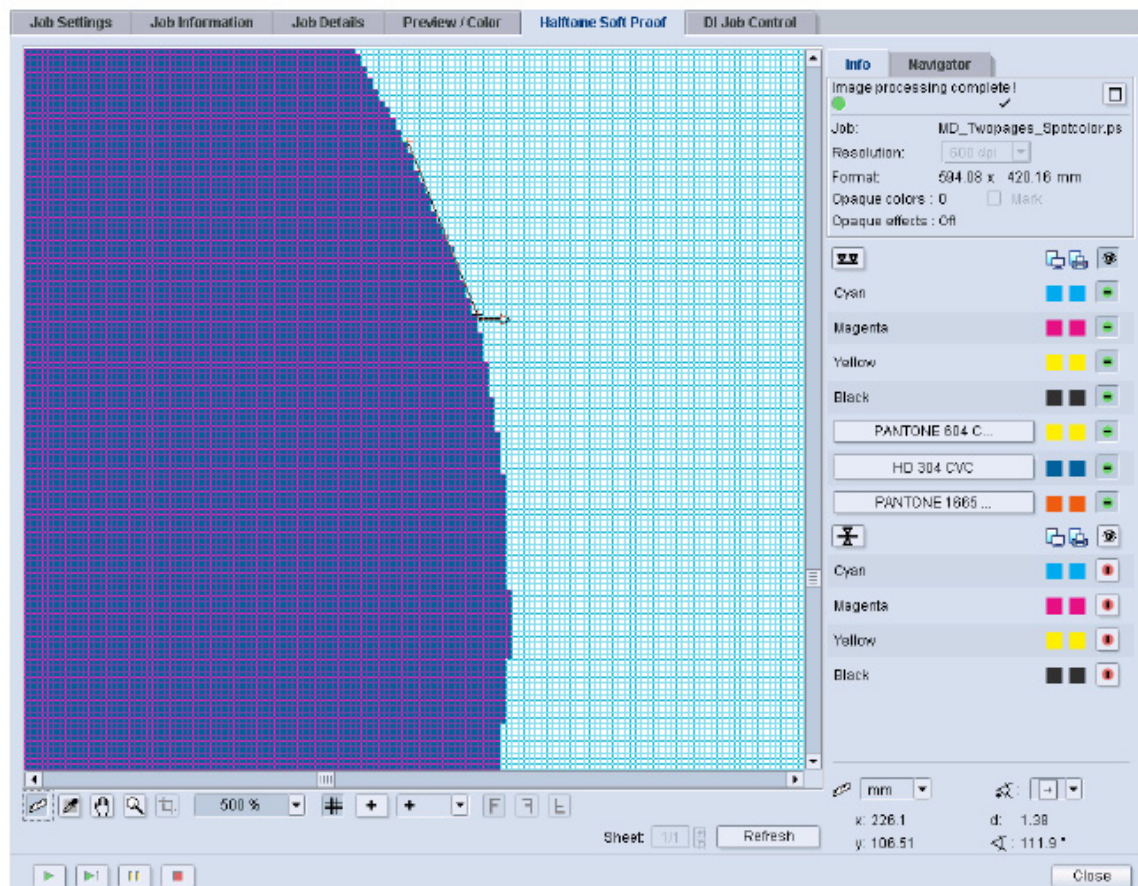 Job Settings Job Information Job Details Preview / Color Halftome Soft Proof DI Job Control
Info Navigator
Image processing complete!
Job: MD_Twopages_Spotcolor.ps
Resolution: 600 dpi
Format: 594.08 x 420.16 mm
Opaque colors : 0 Mark
Opaque effects : Off
Cyan
Magenta
Yellow
Black
PANTONE 604 C...
HD 304 CVC
PANTONE 1665 ...
Cyan
Magenta
Yellow
Black
500 %
mm
x: 226.1 d: 1.38
y: 106.51 : 111.9 °
Sheet: 1/1 Refresh
Close